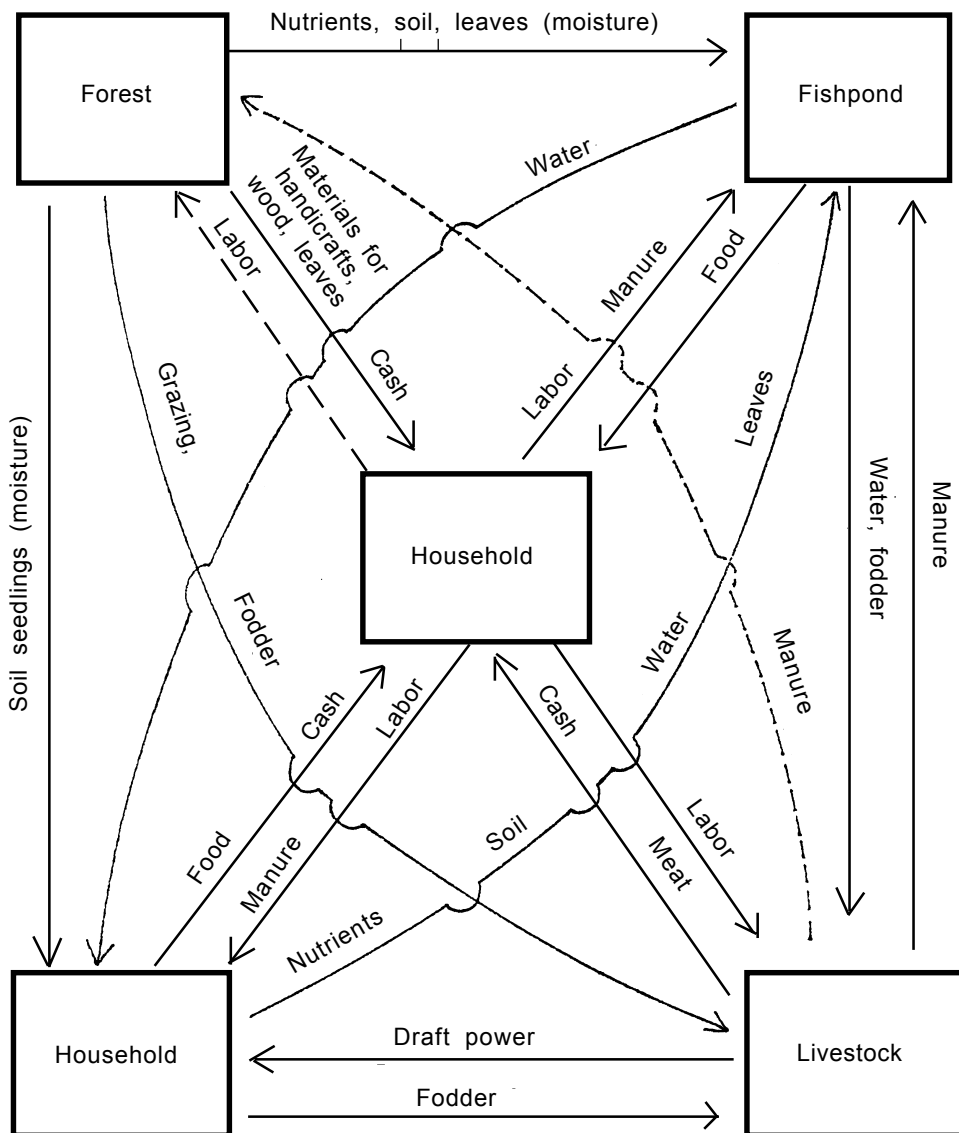 Nutrients, soil, leaves (moisture)
Forest
Fishpond
Water
Materials for
handicrafts,
wood, leaves
Labor
Cash
Labor
Manure
Food
Grazing,
Fodder
Leaves
Water
Soil
Nutrients
Soil seedlings (moisture)
Water, fodder
Manure
Household
Manure
Cash
Labor
Food
Manure
Cash
Meat
Labor
Household
Draft power
Fodder
Livestock